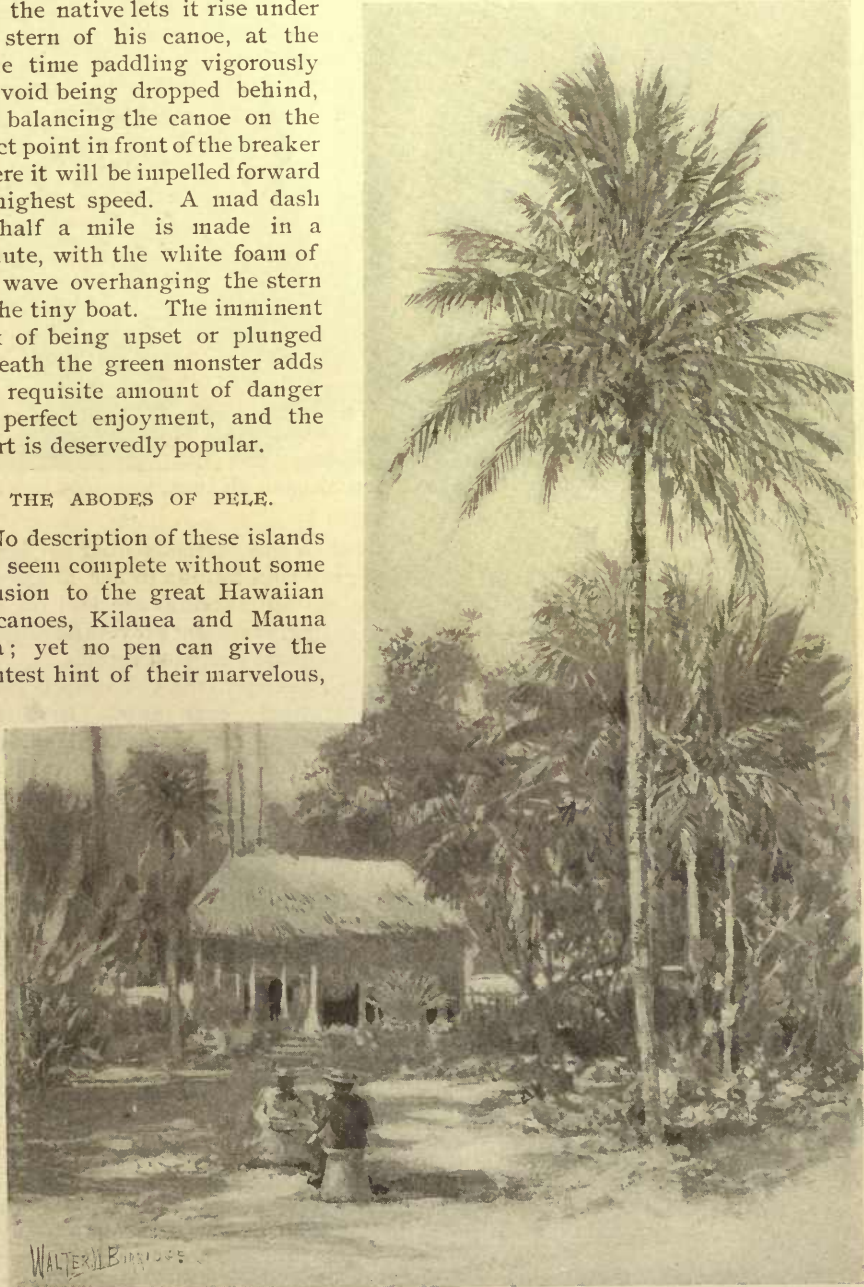 the native lets it rise under
stern of his canoe, at the
e time paddling vigorously
void being dropped behind,
balancing the canoe on the
ct point in front of the breaker
ere it will be impelled forward
highest speed. A mad dash
half a mile is made in a
ute, with the white foam of
wave overhanging the stern
he tiny boat. The imminent
of being upset or plunged
eath the green monster adds
requisite amount of danger
perfect enjoyment, and the
rt is deservedly popular.
THE ABODES OF PELE.
No description of these islands
seem complete without some
usion to the great Hawaiian
canoes, Kilauea and Mauna
a; yet no pen can give the
ntest hint of their marvelous,
WALTER